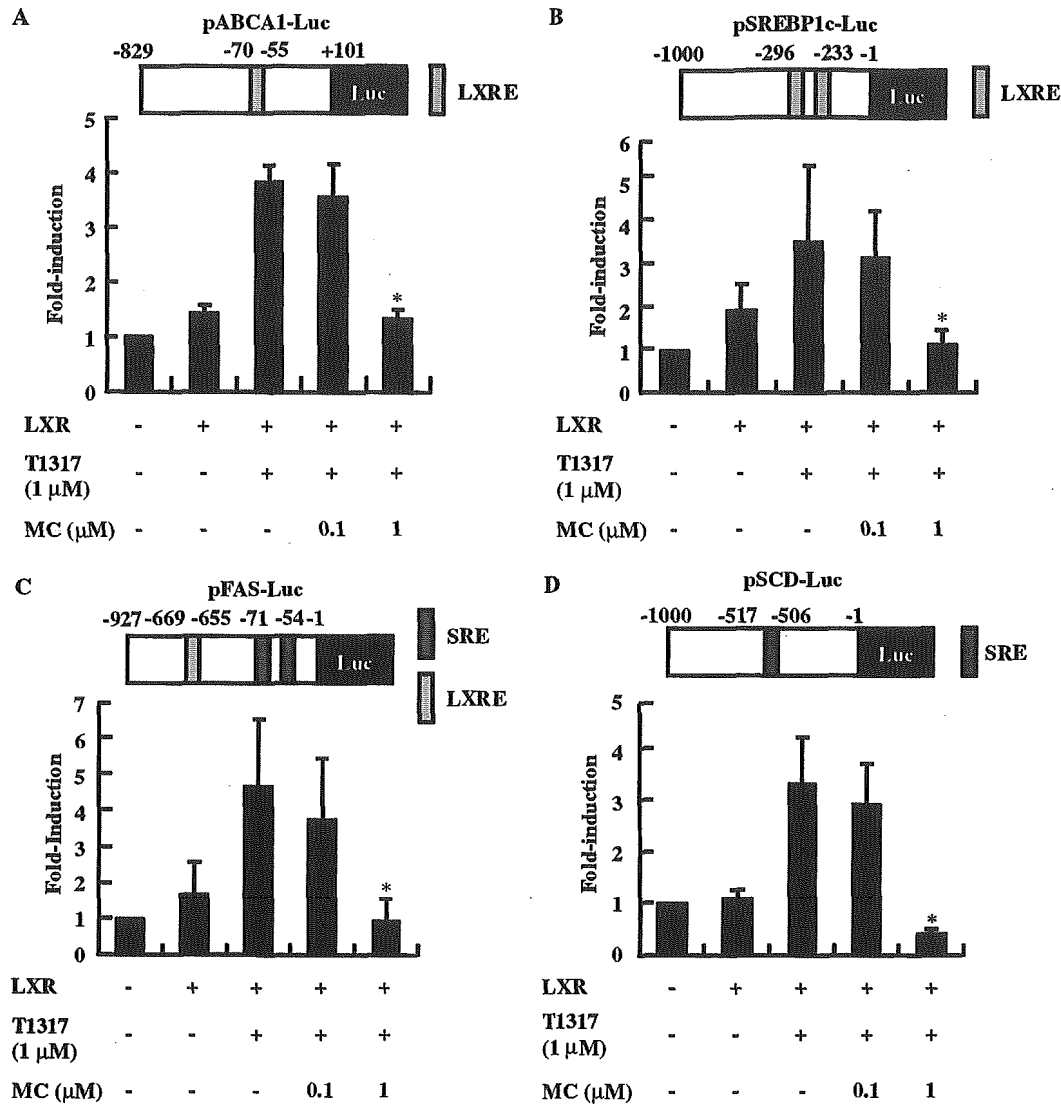 A
pABCA1-Luc
-829 -70 -55 +101
Luc
LXRE
5
4
3
2
1
0
Fold-induction
LXR - + + + +
T1317 - - + + +
(1 μM)
MC (μM) - - - 0.1 1
*
B
pSREBP1c-Luc
-1000 -296 -233 -1
Luc
LXRE
6
5
4
3
2
1
0
Fold-induction
*
LXR - + + + +
T1317 - - + + +
(1 μM)
MC (μM) - - - 0.1 1
C
pFAS-Luc
-927 -669 -655 -71 -54 -1
Luc
SRE
LXRE
7
6
5
4
3
2
1
0
Fold-Induction
*
LXR - + + + +
T1317 - - + + +
(1 μM)
MC (μM) - - - 0.1 1
D
pSCD-Luc
-1000 -517 -506 -1
Luc
SRE
5
4
3
2
1
0
Fold-induction
*
LXR - + + + +
T1317 - - + + +
(1 μM)
MC (μM) - - - 0.1 1